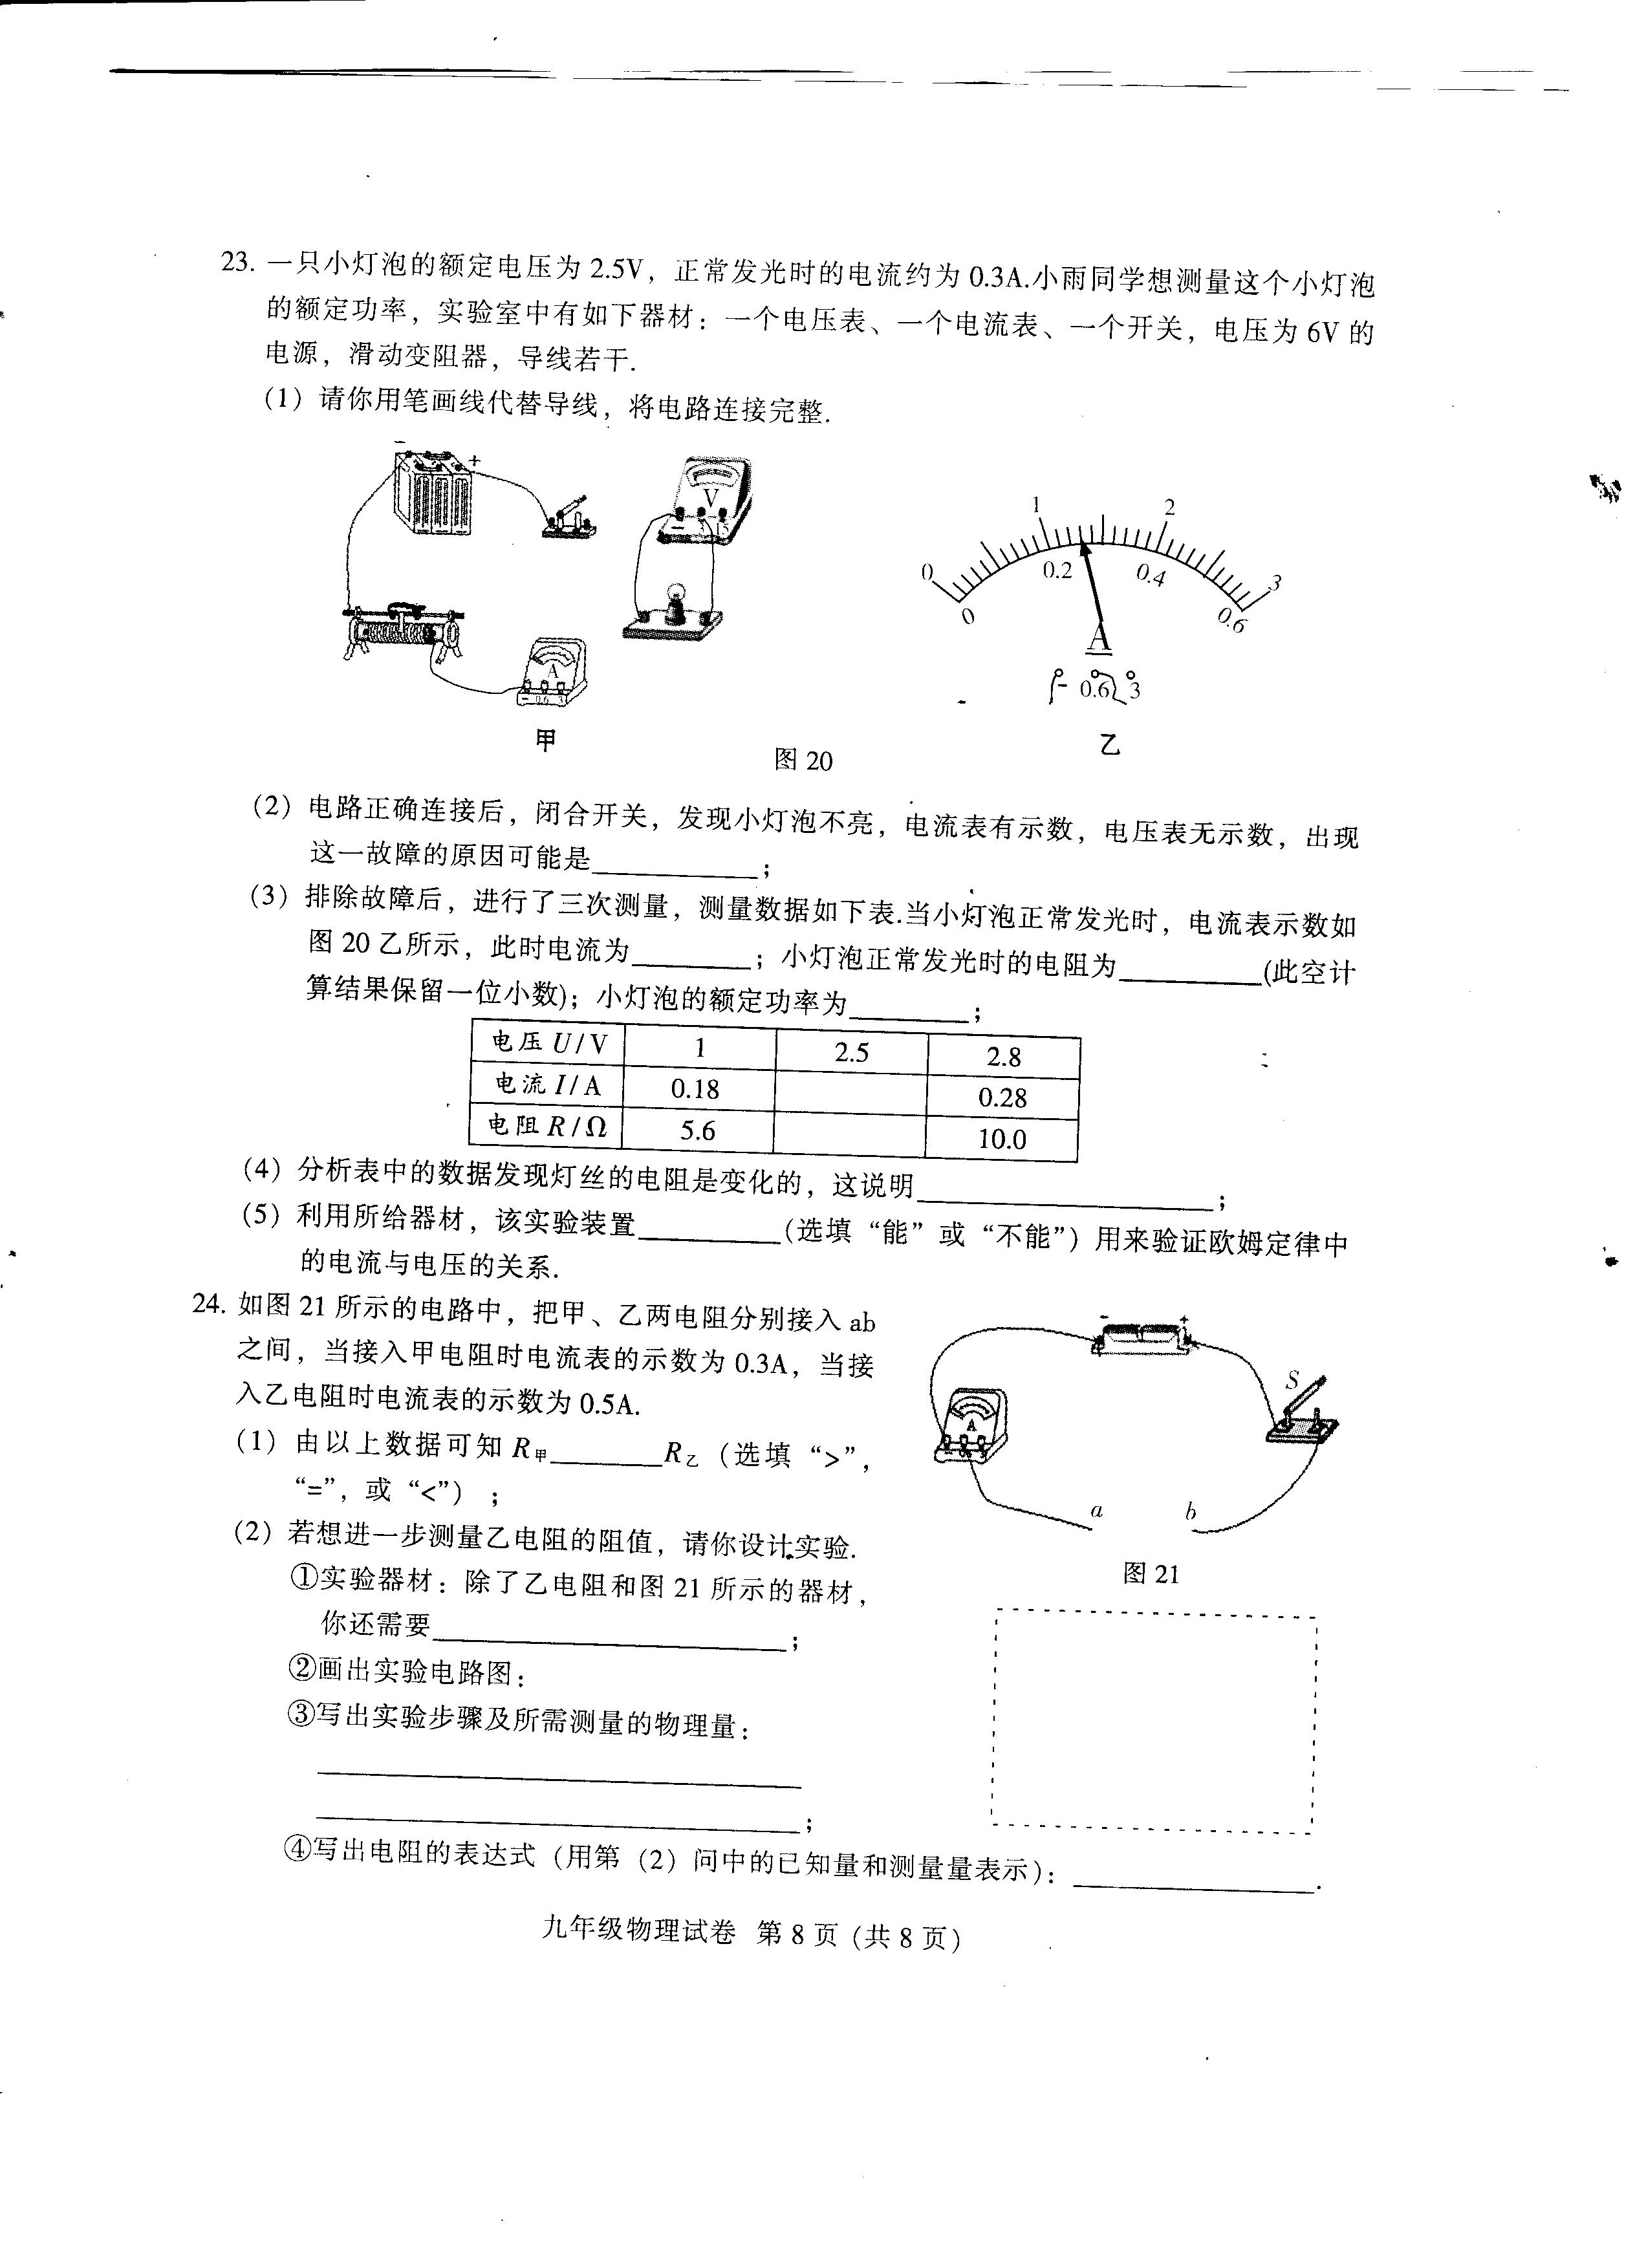 23. 一只小灯泡的额定电压为 2.5V，正常发光时的电流约为 0.3A.小雨同学想测量这个小灯泡
的额定功率，实验室中有如下器材：一个电压表、一个电流表、一个开关，电压为 6V 的
电源，滑动变阻器，导线若干.
(1) 请你用笔画线代替导线，将电路连接完整.
- +
V
- 3 15
A
- 0.6 3
甲
0 1 2 3
0 0.2 0.4 0.6
A
- 0.6 3
乙
图 20
(2) 电路正确连接后，闭合开关，发现小灯泡不亮，电流表有示数，电压表无示数，出现
这一故障的原因可能是__________；
(3) 排除故障后，进行了三次测量，测量数据如下表.当小灯泡正常发光时，电流表示数如
图 20 乙所示，此时电流为________；小灯泡正常发光时的电阻为__________(此空计
算结果保留一位小数)；小灯泡的额定功率为________；
电压 U/V 1 2.5 2.8
电流 I/A 0.18 0.28
电阻 R/Ω 5.6 10.0
(4) 分析表中的数据发现灯丝的电阻是变化的，这说明____________________；
(5) 利用所给器材，该实验装置__________(选填“能”或“不能”）用来验证欧姆定律中
的电流与电压的关系.
24. 如图 21 所示的电路中，把甲、乙两电阻分别接入 ab
之间，当接入甲电阻时电流表的示数为 0.3A，当接
入乙电阻时电流表的示数为 0.5A.
(1) 由以上数据可知 R甲________R乙（选填“>”，
“=”，或“<”）；
(2) 若想进一步测量乙电阻的阻值，请你设计实验.
①实验器材：除了乙电阻和图 21 所示的器材，
你还需要________________________；
②画出实验电路图：
③写出实验步骤及所需测量的物理量：
________________________________
________________________________；
④写出电阻的表达式（用第（2）问中的已知量和测量量表示）：________________.
- +
S
A
a b
图 21
九年级物理试卷 第 8 页 (共 8 页)